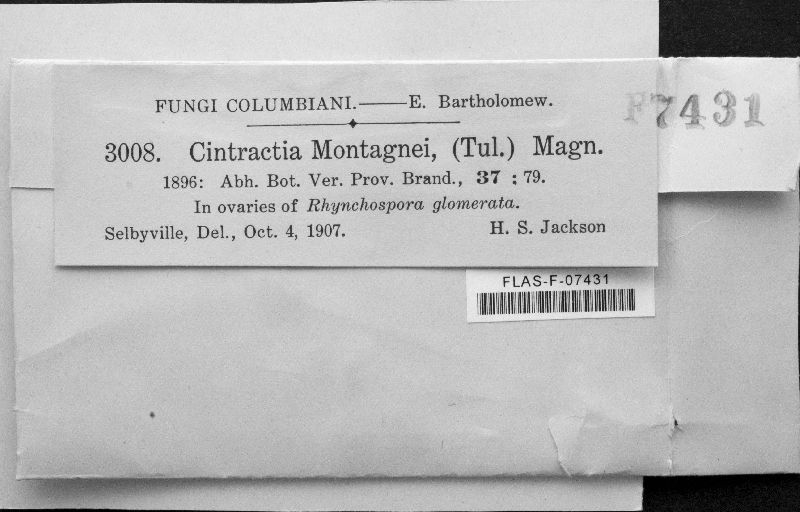 FUNGI COLUMBIANI.——E. Bartholomew.
F7431
3008. Cintractia Montagnei, (Tul.) Magn.
1896: Abh. Bot. Ver. Prov. Brand., 37 : 79.
In ovaries of Rhynchospora glomerata.
Selbyville, Del., Oct. 4, 1907. H. S. Jackson
FLAS-F-07431